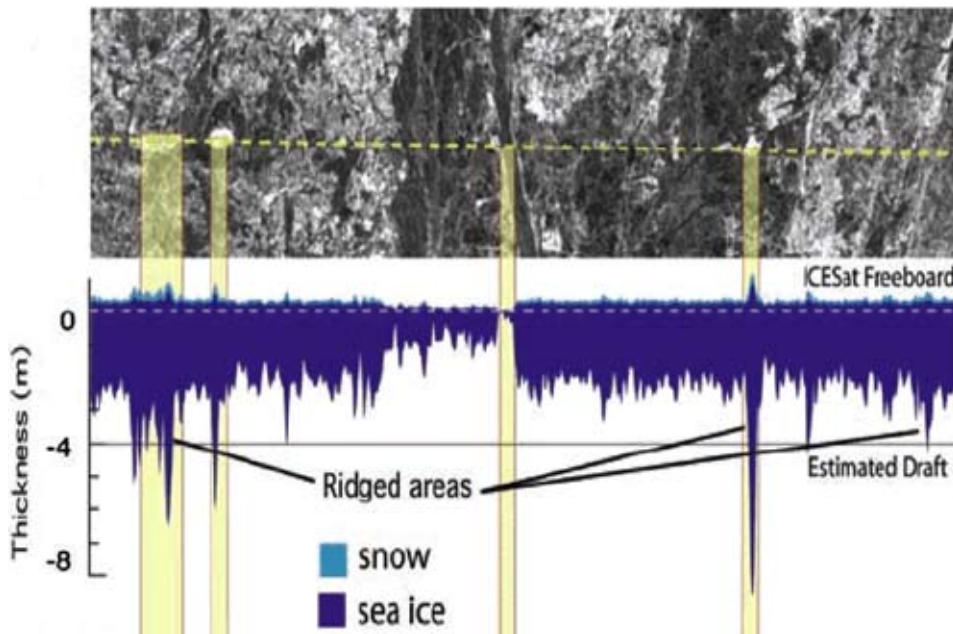 ICESat Freeboard
0
Thickness (m)
-4
Ridged areas
Estimated Draft
-8
snow
sea ice